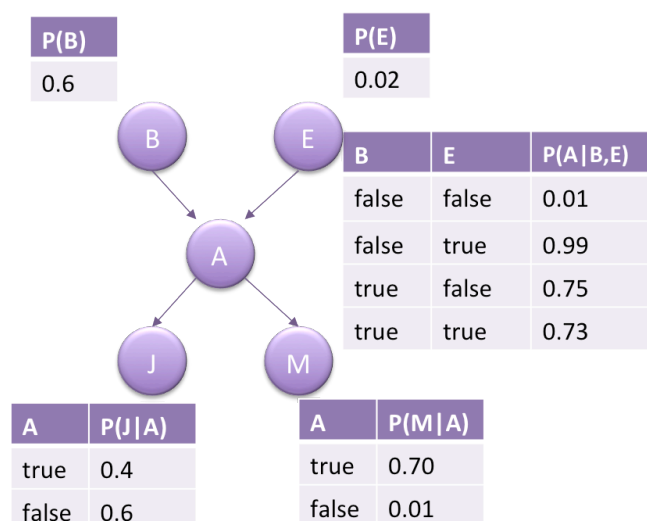 P(B)
0.6
P(E)
0.02
B
E
B E P(A|B,E)
false false 0.01
false true 0.99
true false 0.75
true true 0.73
A
J
M
A P(J|A)
true 0.4
false 0.6
A P(M|A)
true 0.70
false 0.01